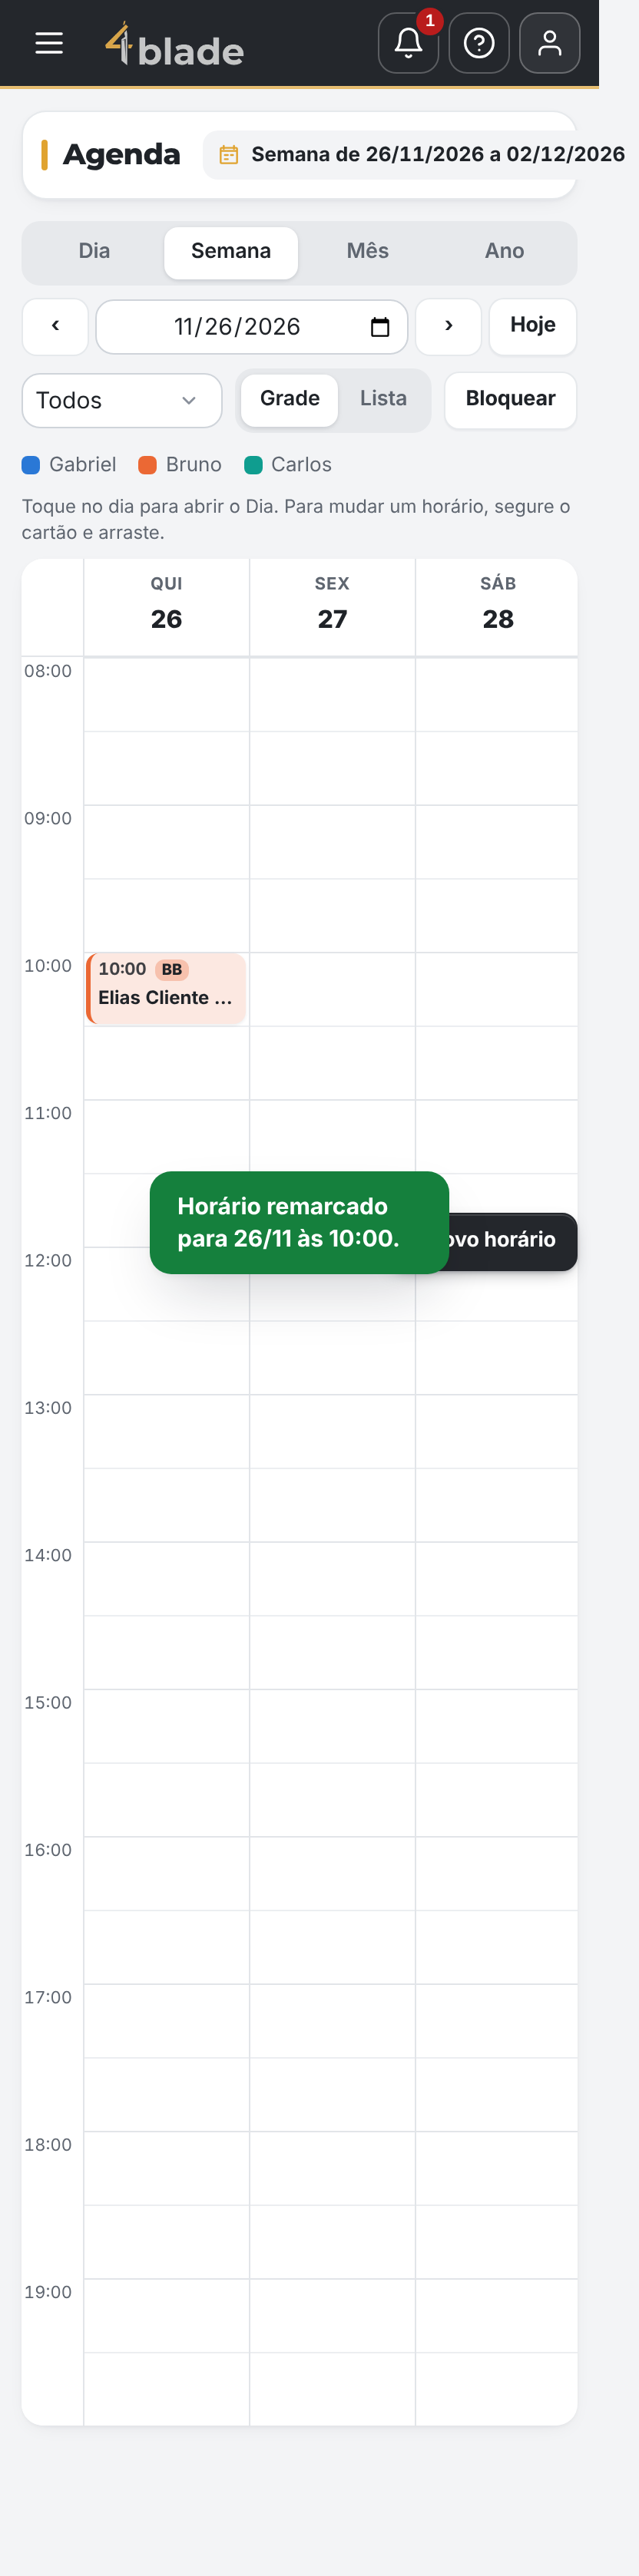 4blade
1
Agenda
Semana de 26/11/2026 a 02/12/2026
Dia
Semana
Mês
Ano
‹
11/26/2026
›
Hoje
Todos
Grade
Lista
Bloquear
Gabriel
Bruno
Carlos
Toque no dia para abrir o Dia. Para mudar um horário, segure o
cartão e arraste.
QUI
26
SEX
27
SÁB
28
08:00
09:00
10:00
10:00 BB
Elias Cliente ...
11:00
Horário remarcado
para 26/11 às 10:00.
horário
12:00
13:00
14:00
15:00
16:00
17:00
18:00
19:00